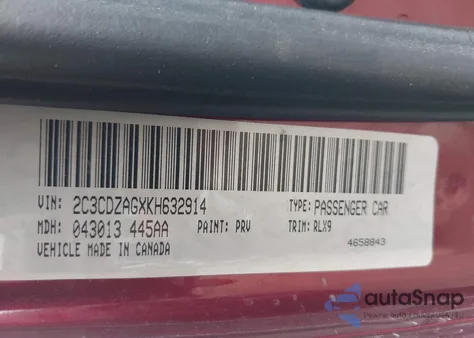 VIN: 2C3CDZAGXKH632914 TYPE: PASSENGER CAR
MDH: 043013 445AA PAINT: PRV TRIM: RLX9
VEHICLE MADE IN CANADA 4658843
autoSnap